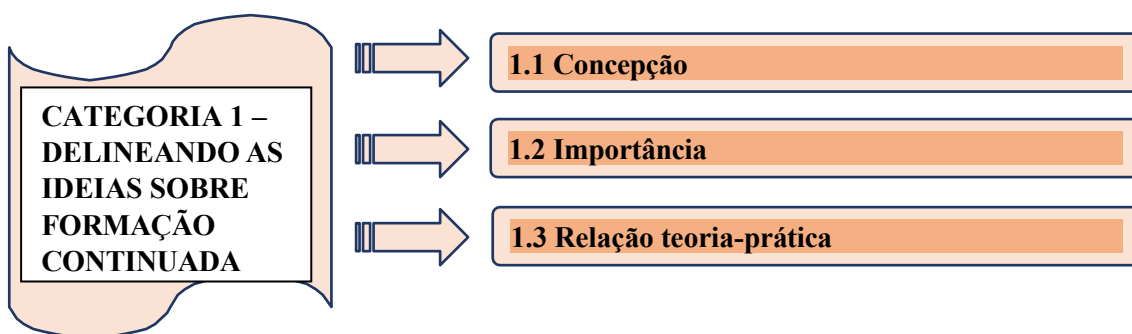 CATEGORIA 1 –
DELINEANDO AS
IDEIAS SOBRE
FORMAÇÃO
CONTINUADA
1.1 Concepção
1.2 Importância
1.3 Relação teoria-prática